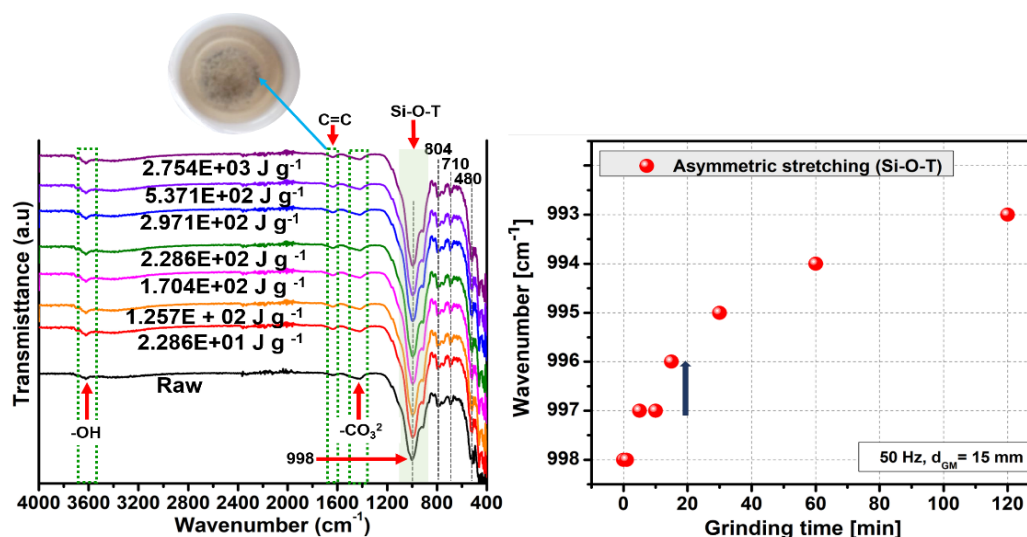 C=C
Si-O-T
804
710
480
2.754E+03 J g⁻¹
5.371E+02 J g⁻¹
2.971E+02 J g⁻¹
2.286E+02 J g⁻¹
1.704E+02 J g⁻¹
1.257E + 02 J g⁻¹
2.286E+01 J g⁻¹
Raw
-OH
-CO₃²
998
4000 3600 3200 2800 2400 2000 1600 1200 800 400
Wavenumber (cm⁻¹)
Transmisttance (a.u)
Asymmetric stretching (Si-O-T)
993
994
995
996
997
998
Wavenumber [cm⁻¹]
50 Hz, d_GM= 15 mm
0 20 40 60 80 100 120
Grinding time [min]